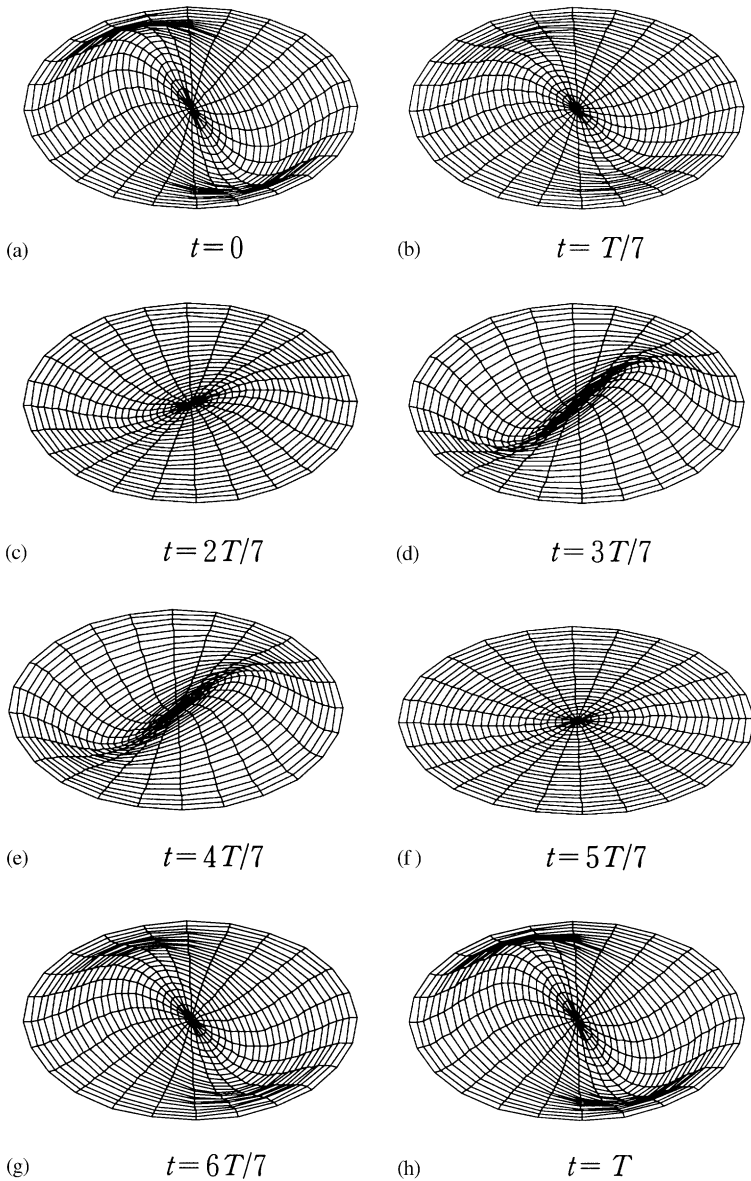 (a) t = 0
(b) t = T/7
(c) t = 2T/7
(d) t = 3T/7
(e) t = 4T/7
(f) t = 5T/7
(g) t = 6T/7
(h) t = T